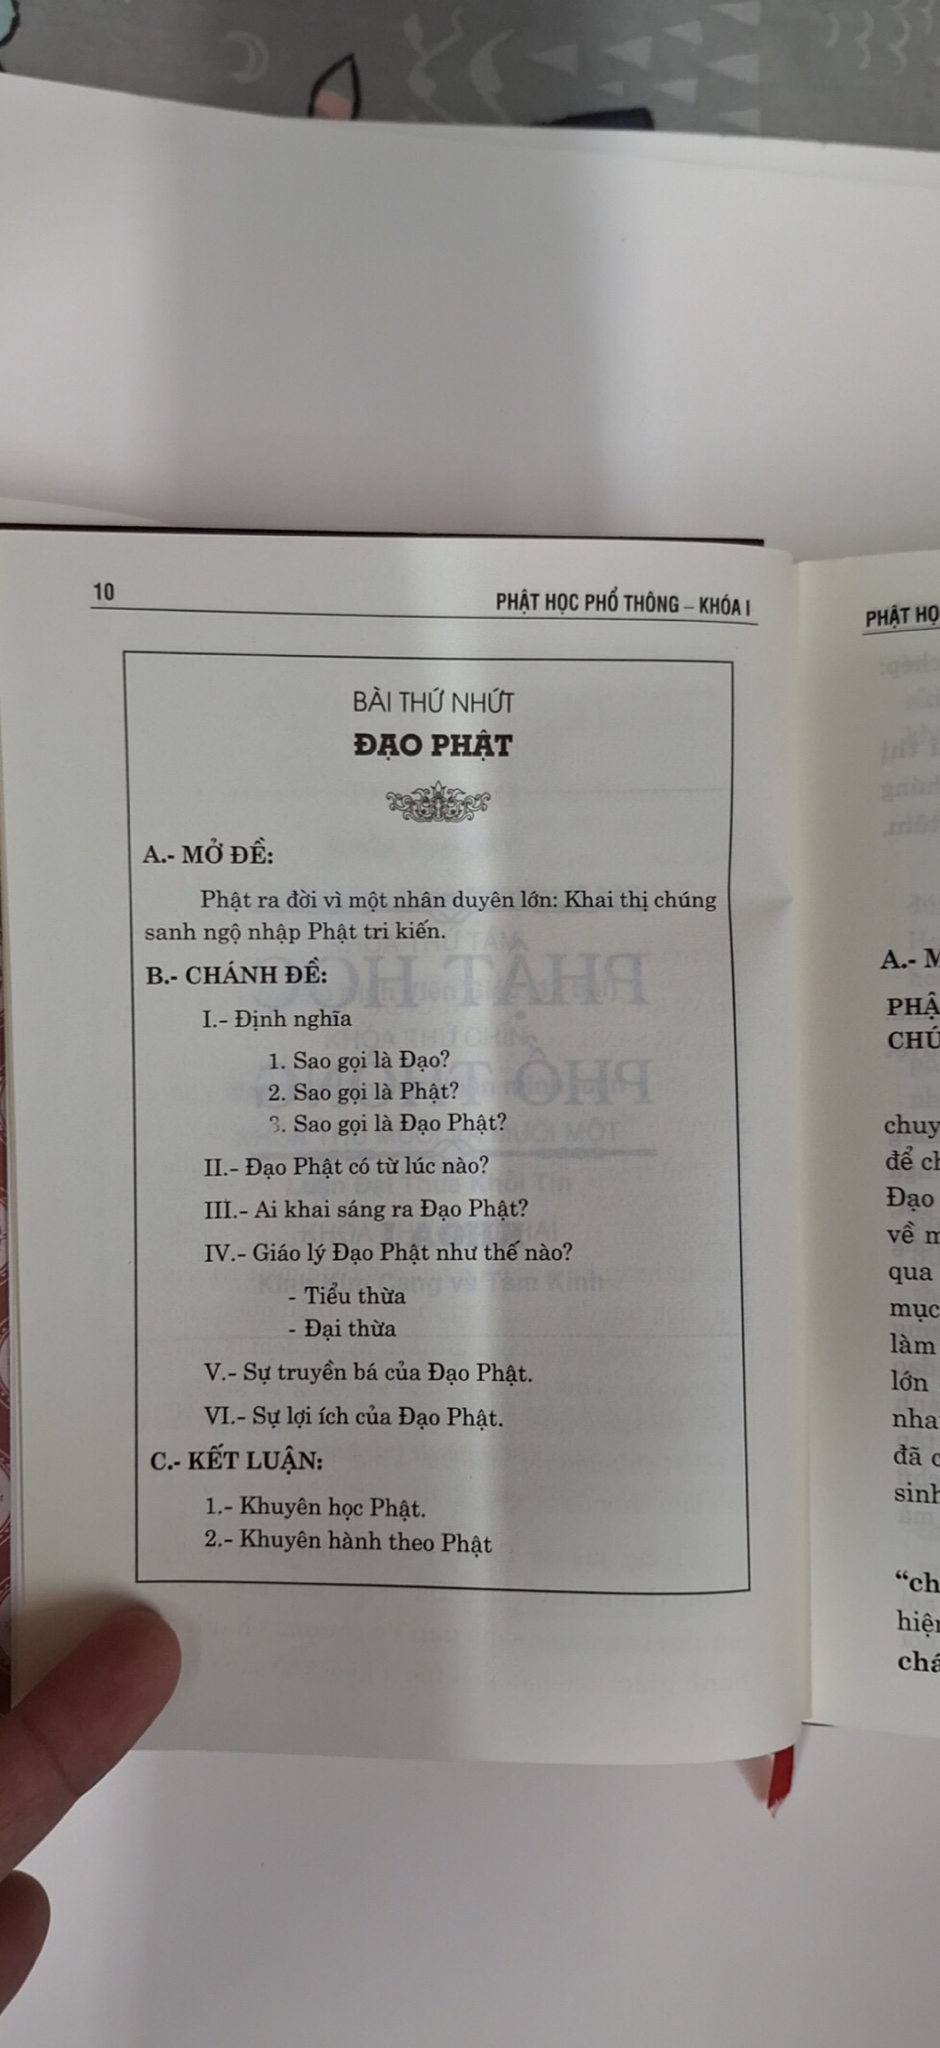 10
PHẬT HỌC PHỔ THÔNG – KHÓA I
BÀI THỨ NHỨT
ĐẠO PHẬT
A.- MỞ ĐỀ:
Phật ra đời vì một nhân duyên lớn: Khai thị chúng
sanh ngộ nhập Phật tri kiến.
B.- CHÁNH ĐỀ:
I.- Định nghĩa
1. Sao gọi là Đạo?
2. Sao gọi là Phật?
3. Sao gọi là Đạo Phật?
II.- Đạo Phật có từ lúc nào?
III.- Ai khai sáng ra Đạo Phật?
IV.- Giáo lý Đạo Phật như thế nào?
- Tiểu thừa
- Đại thừa
V.- Sự truyền bá của Đạo Phật.
VI.- Sự lợi ích của Đạo Phật.
C.- KẾT LUẬN:
1.- Khuyên học Phật.
2.- Khuyên hành theo Phật
PHẬT HỌ
A.- M
PHẬ
CHÚ
chuy
để ch
Đạo
về m
qua
mục
làm
lớn
nha
đã c
sinh
“ch
hiện
chá